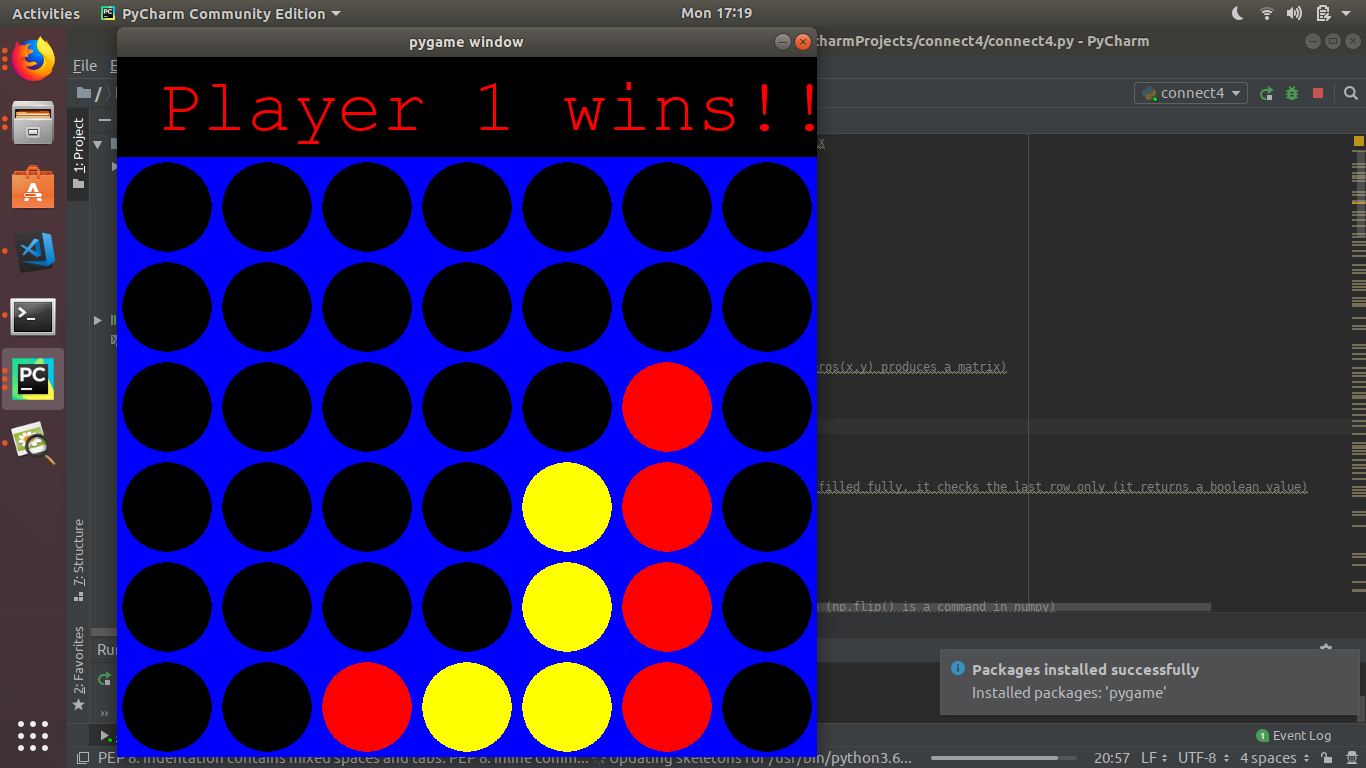 Activities
PyCharm Community Edition
Mon 17:19
pygame window
charmProjects/connect4/connect4.py - PyCharm
File E
/
connect4
Player 1 wins!!
1: Project
x
ros(x,y) produces a matrix)
filled fully, it checks the last row only (it returns a boolean value)
(np.flip() is a command in numpy)
7: Structure
2: Favorites
Ru
»
Packages installed successfully
Installed packages: 'pygame'
1 Event Log
PEP 8: indentation contains mixed spaces and tabs. PEP 8: inline comm... Updating skeletons for /usr/bin/python3.6...
20:57 LF UTF-8 4 spaces
PC